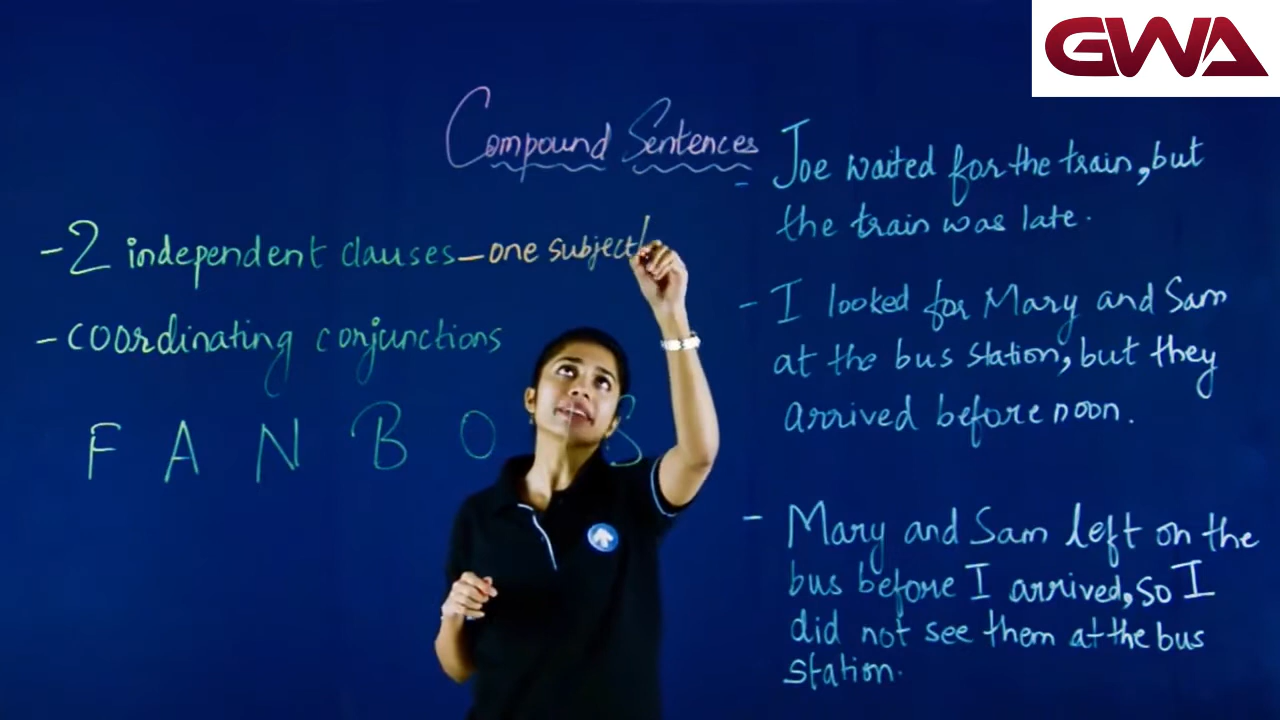 GWA
Compound Sentences
- 2 independent clauses - one subject
- coordinating conjunctions
F A N B O S
- Joe waited for the train, but
the train was late.
- I looked for Mary and Sam
at the bus station, but they
arrived before noon.
- Mary and Sam left on the
bus before I arrived, so I
did not see them at the bus
station.